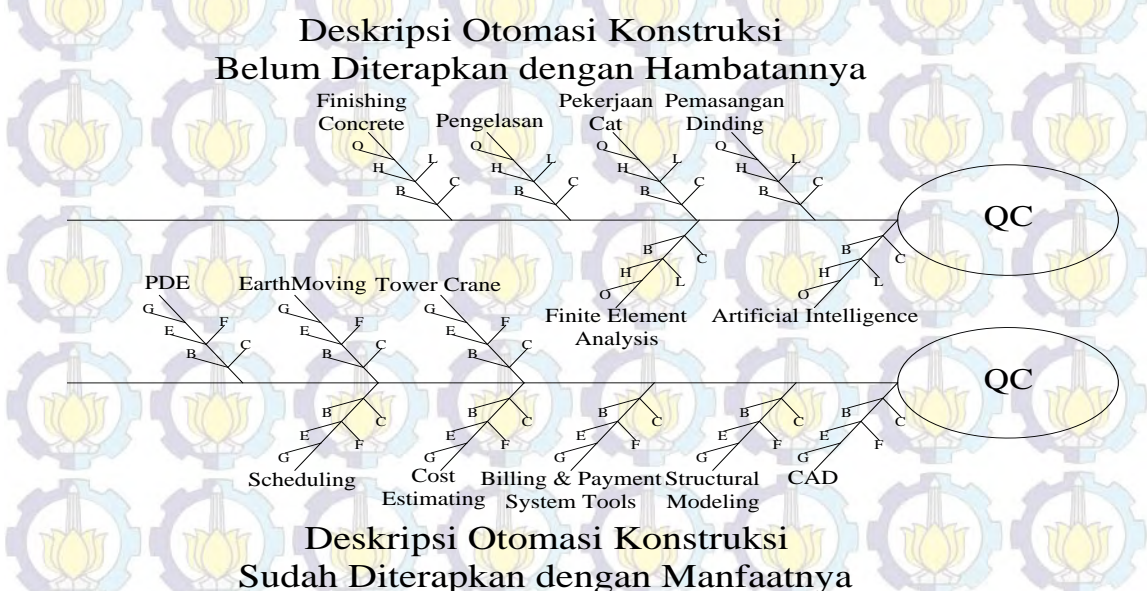 Deskripsi Otomasi Konstruksi
Belum Diterapkan dengan Hambatannya
Finishing
Concrete
Pengelasan
Pekerjaan
Cat
Pemasangan
Dinding
O
H
B
L
C
O
H
B
L
C
O
H
B
L
C
O
H
B
L
C
QC
B
H
O
C
L
Finite Element
Analysis
B
H
O
C
L
Artificial Intelligence
PDE
EarthMoving
Tower Crane
G
E
B
F
C
G
E
B
F
C
G
E
B
F
C
QC
B
E
G
C
F
Scheduling
B
E
G
C
F
Cost
Estimating
B
E
G
C
F
Billing & Payment
System Tools
B
E
G
C
F
Structural
Modeling
B
E
G
C
F
CAD
Deskripsi Otomasi Konstruksi
Sudah Diterapkan dengan Manfaatnya